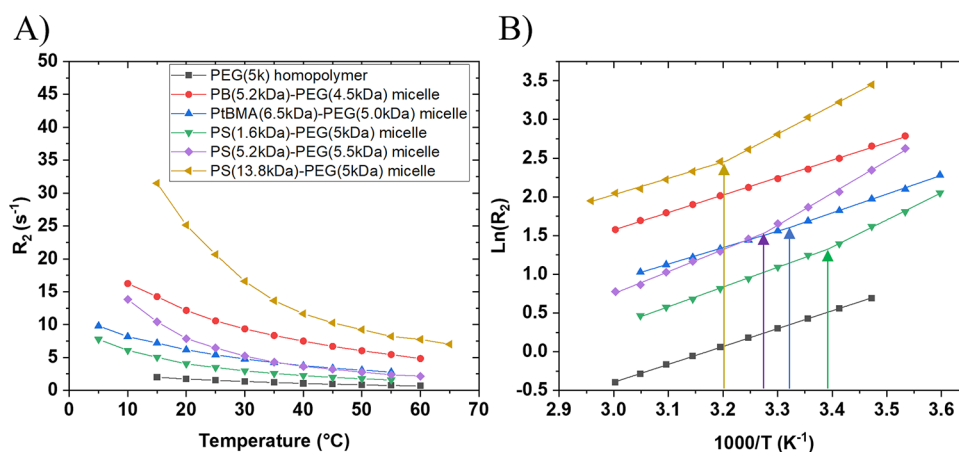 A)
50
45
40
35
30
25
20
15
10
5
0
R2 (s-1)
PEG(5k) homopolymer
PB(5.2kDa)-PEG(4.5kDa) micelle
PtBMA(6.5kDa)-PEG(5.0kDa) micelle
PS(1.6kDa)-PEG(5kDa) micelle
PS(5.2kDa)-PEG(5.5kDa) micelle
PS(13.8kDa)-PEG(5kDa) micelle
0 10 20 30 40 50 60 70
Temperature (°C)
B)
3.5
3.0
2.5
2.0
1.5
1.0
0.5
0.0
-0.5
Ln(R2)
2.9 3.0 3.1 3.2 3.3 3.4 3.5 3.6
1000/T (K-1)